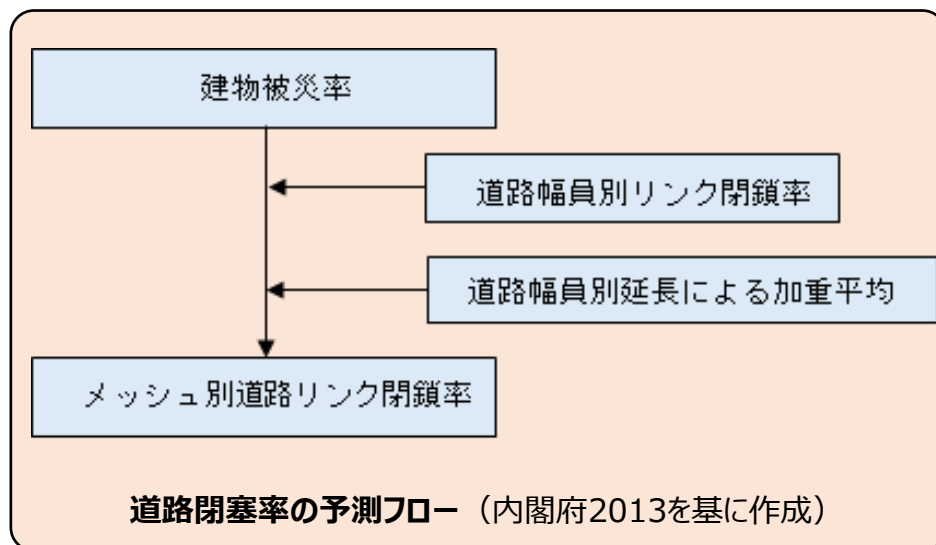 建物被災率
道路幅員別リンク閉鎖率
道路幅員別延長による加重平均
メッシュ別道路リンク閉鎖率
道路閉塞率の予測フロー（内閣府2013を基に作成）